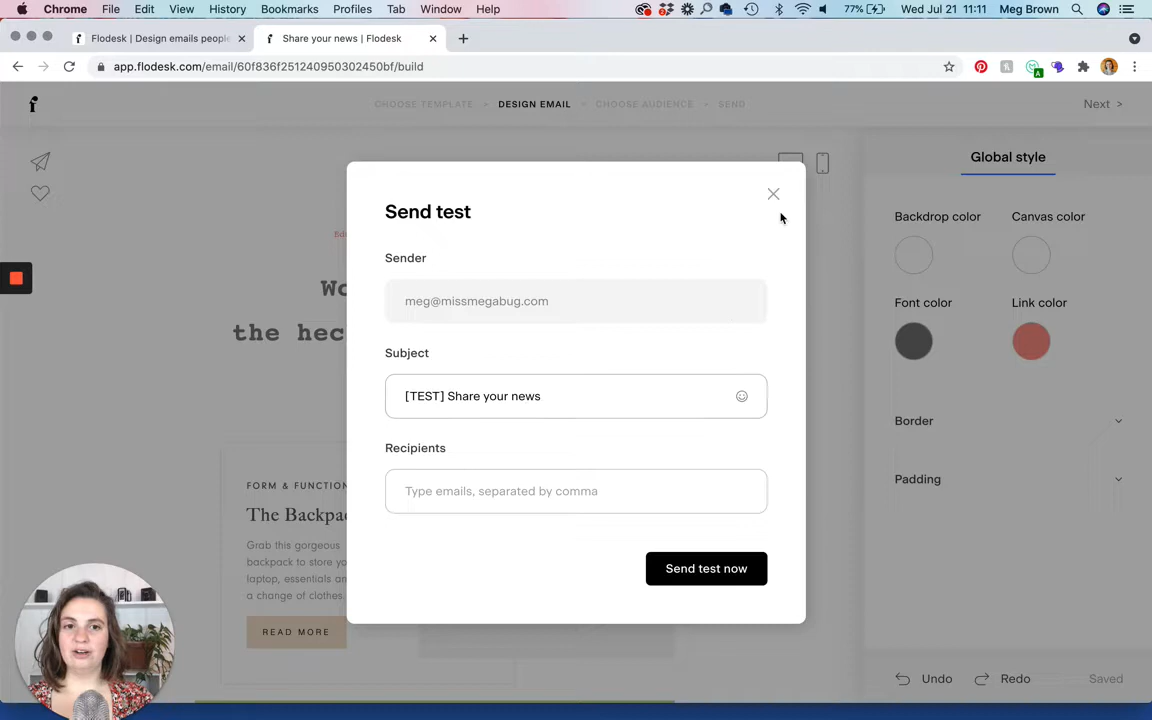 Chrome File Edit View History Bookmarks Profiles Tab Window Help 77% Wed Jul 21 11:11 Meg Brown
Flodesk | Design emails people
Share your news | Flodesk
app.flodesk.com/email/60f836f251240950302450bf/build
CHOOSE TEMPLATE
DESIGN EMAIL
CHOOSE AUDIENCE
SEND
Next >
Global style
Backdrop color
Canvas color
Font color
Link color
Border
Padding
Send test
Sender
meg@missmegabug.com
Subject
[TEST] Share your news
Recipients
Type emails, separated by comma
Send test now
the hec
FORM & FUNCTION
The Backpa
Grab this gorgeous
backpack to store yo
laptop, essentials an
a change of clothes.
READ MORE
Undo
Redo
Saved